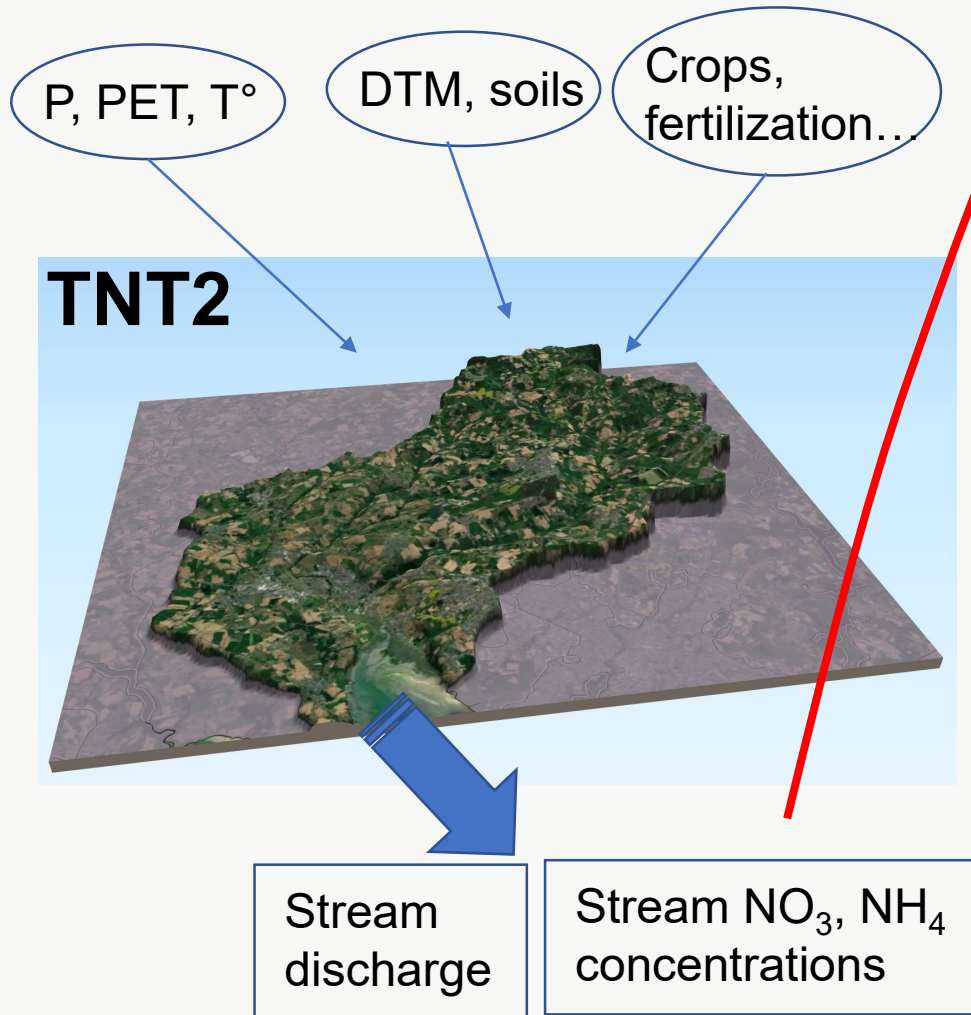 P, PET, T°
DTM, soils
Crops,
fertilization…
TNT2
Stream
discharge
Stream NO₃, NH₄
concentrations